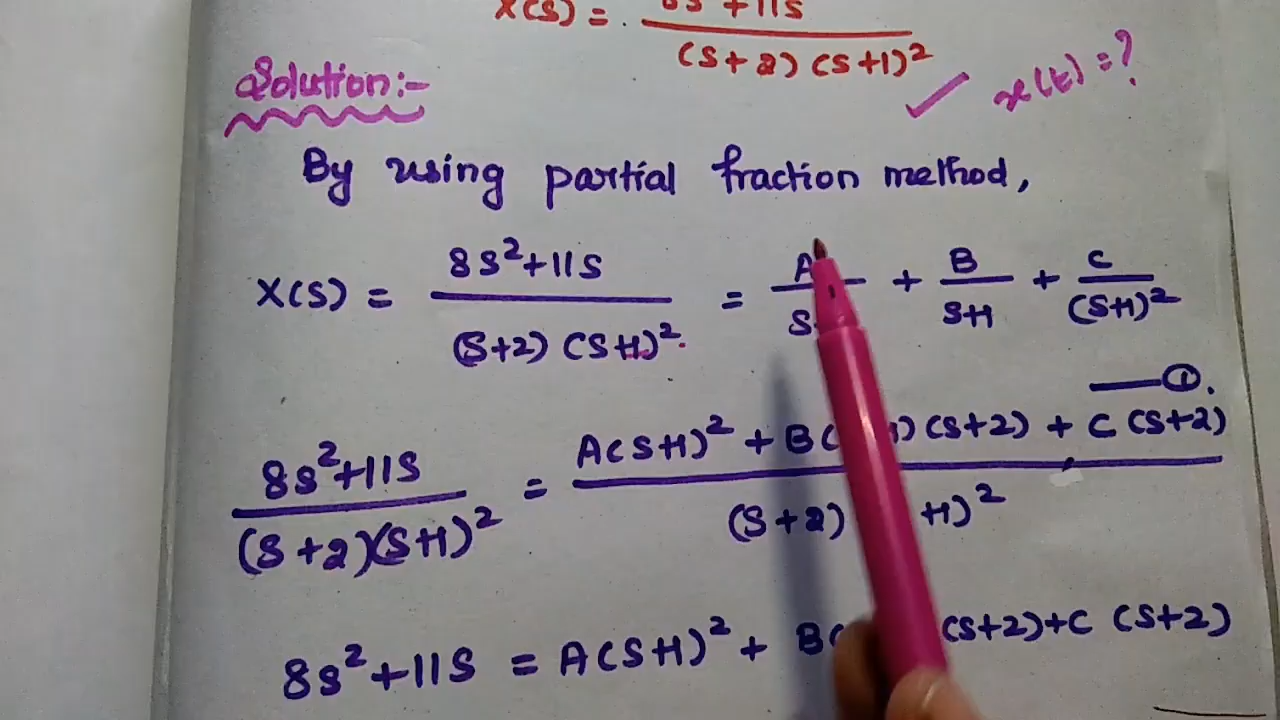 X(S) = 8S²+11S / (S+2) (S+1)²
Solution:-
x(t) = ?
By using partial fraction method,
X(S) = 8S²+11S / (S+2) (S+1)² = A / S + B / S+1 + C / (S+1)²
——①.
8S²+11S / (S+2)(S+1)² = A(S+1)² + B( ) (S+2) + C (S+2) / (S+2) +1)²
8S²+11S = A(S+1)² + B( (S+2)+C (S+2)